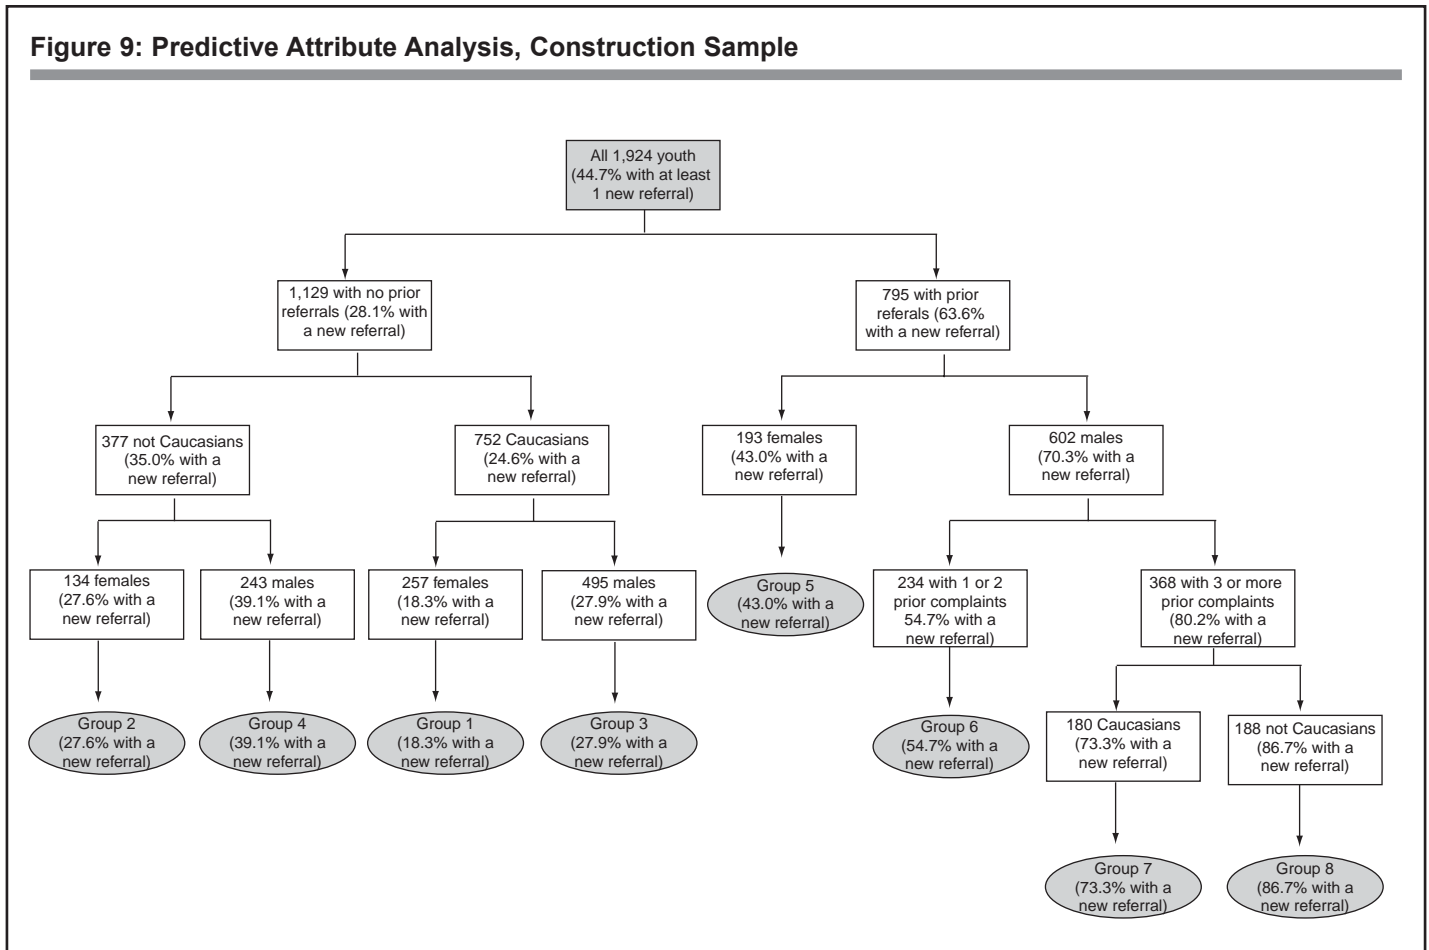 Figure 9: Predictive Attribute Analysis, Construction Sample
All 1,924 youth
(44.7% with at least
1 new referral)
1,129 with no prior
referrals (28.1% with
a new referral)
795 with prior
referals (63.6%
with a new referral)
377 not Caucasians
(35.0% with a
new referral)
752 Caucasians
(24.6% with a
new referral)
193 females
(43.0% with a
new referral)
602 males
(70.3% with a
new referral)
134 females
(27.6% with a
new referral)
243 males
(39.1% with a
new referral)
257 females
(18.3% with a
new referral)
495 males
(27.9% with a
new referral)
Group 5
(43.0% with a
new referral)
234 with 1 or 2
prior complaints
54.7% with a
new referral)
368 with 3 or more
prior complaints
(80.2% with a
new referral)
Group 2
(27.6% with a
new referral)
Group 4
(39.1% with a
new referral)
Group 1
(18.3% with a
new referral)
Group 3
(27.9% with a
new referral)
Group 6
(54.7% with a
new referral)
180 Caucasians
(73.3% with a
new referral)
188 not Caucasians
(86.7% with a
new referral)
Group 7
(73.3% with a
new referral)
Group 8
(86.7% with a
new referral)